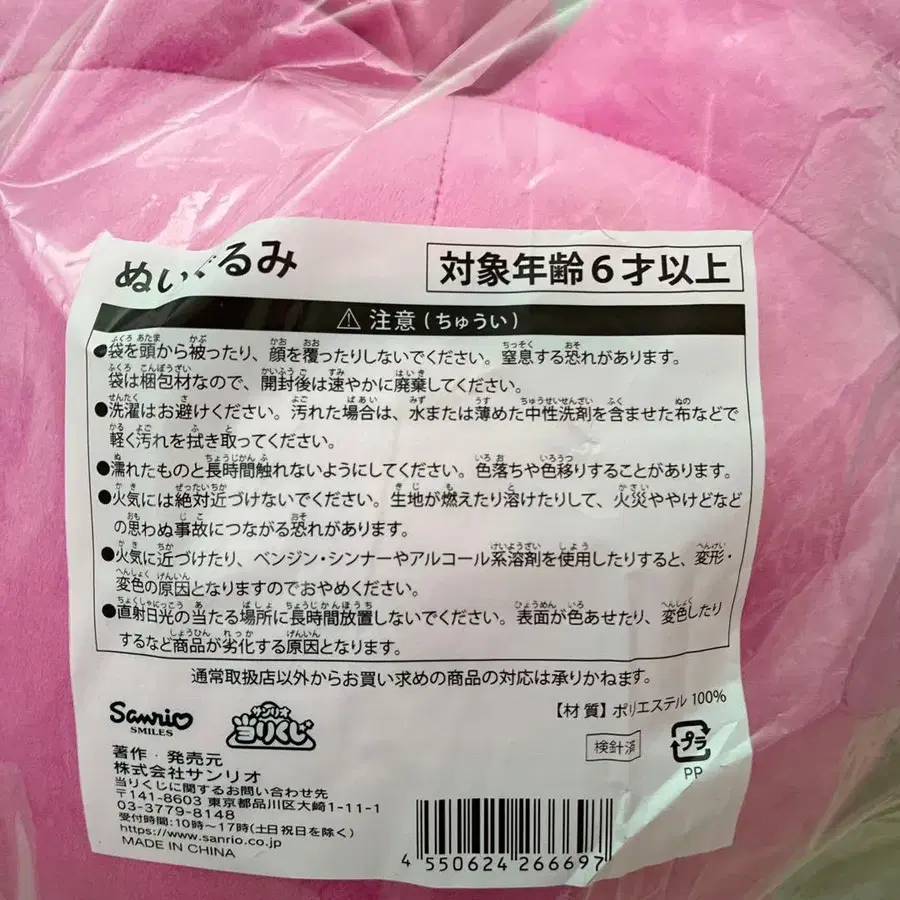 ぬいぐるみ
対象年齢6才以上
⚠ 注意(ちゅうい)
●袋を頭から被ったり、顔を覆ったりしないでください。窒息する恐れがあります。
袋は梱包材なので、開封後は速やかに廃棄してください。
●洗濯はお避けください。汚れた場合は、水または薄めた中性洗剤を含ませた布などで
軽く汚れを拭き取ってください。
●濡れたものと長時間触れないようにしてください。色落ちや色移りすることがあります。
●火気には絶対近づけないでください。生地が燃えたり溶けたりして、火災ややけどなど
の思わぬ事故につながる恐れがあります。
●火気に近づけたり、ベンジン・シンナーやアルコール系溶剤を使用したりすると、変形・
変色の原因となりますのでおやめください。
●直射日光の当たる場所に長時間放置しないでください。表面が色あせたり、変色したり
するなど商品が劣化する原因となります。
通常取扱店以外からお買い求めの商品の対応は承りかねます。
【材質】ポリエステル 100%
Sanrio
SMILES
サンリオ
当りくじ
検針済
プラ
PP
著作・発売元
株式会社サンリオ
当りくじに関するお問い合わせ先
〒141-8603 東京都品川区大崎1-11-1
03-3779-8148
受付時間:10時〜17時(土日祝日を除く)
https://www.sanrio.co.jp
MADE IN CHINA
4 550624 266697